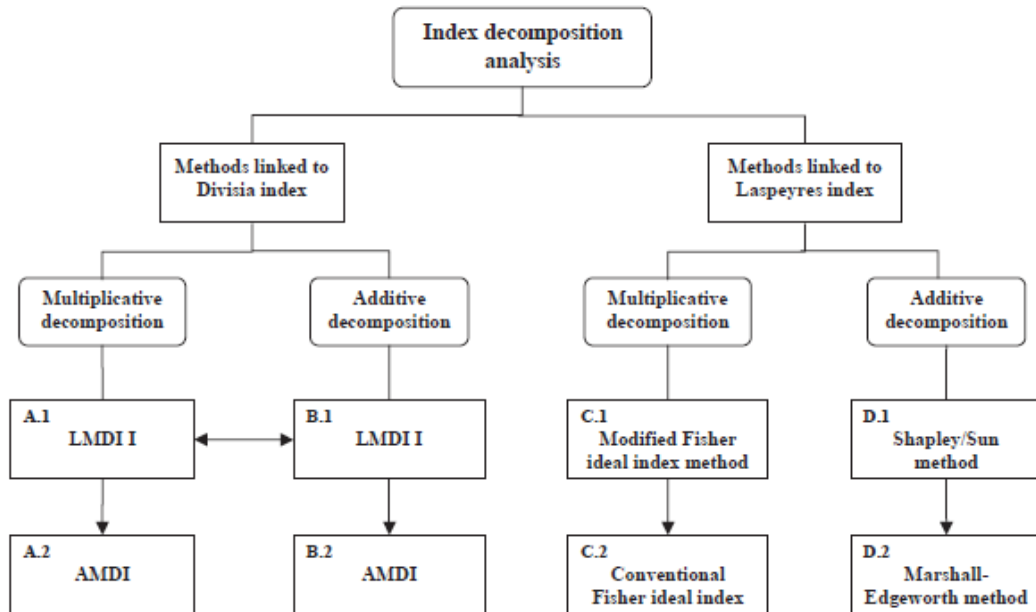 Index decomposition
analysis
Methods linked to
Divisia index
Methods linked to
Laspeyres index
Multiplicative
decomposition
Additive
decomposition
Multiplicative
decomposition
Additive
decomposition
A.1
LMDI I
B.1
LMDI I
C.1
Modified Fisher
ideal index method
D.1
Shapley/Sun
method
A.2
AMDI
B.2
AMDI
C.2
Conventional
Fisher ideal index
D.2
Marshall-
Edgeworth method